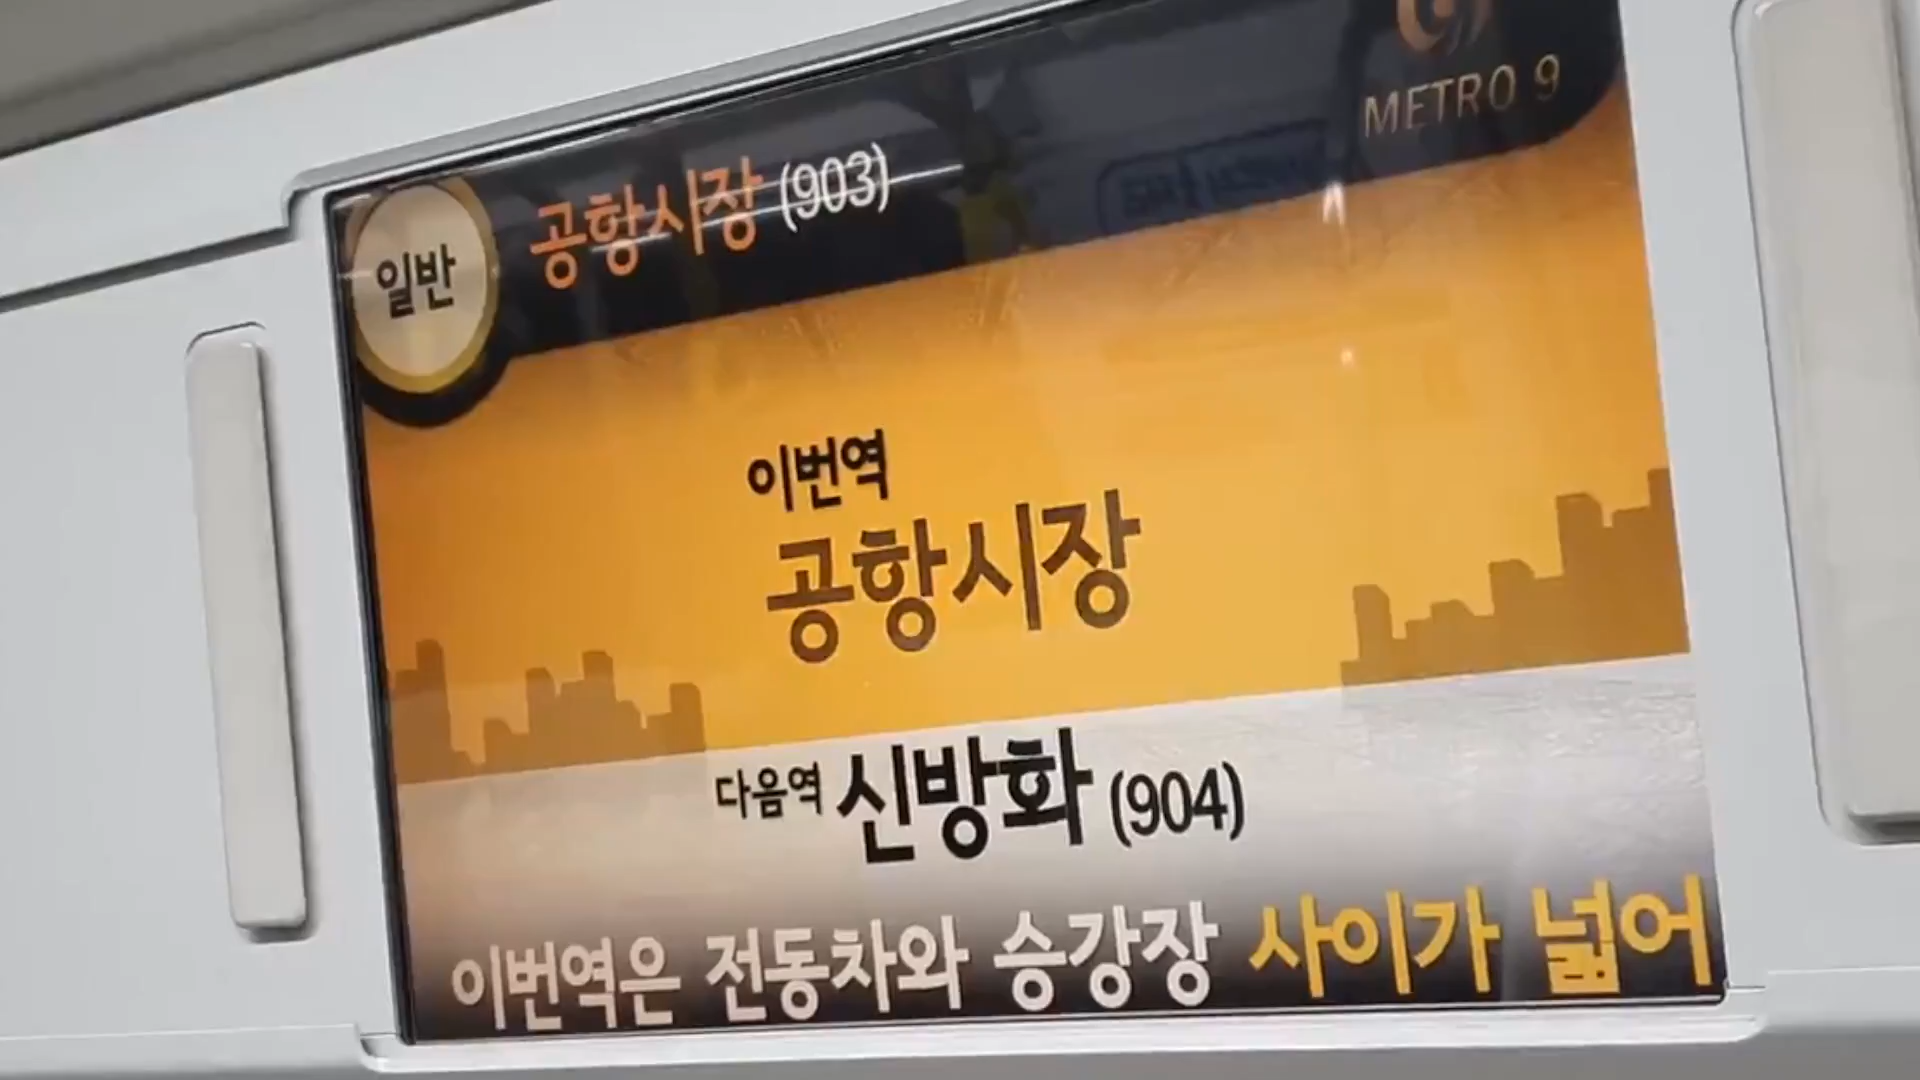 METRO 9
일반
공항시장 (903)
이번역
공항시장
다음역 신방화 (904)
이번역은 전동차와 승강장 사이가 넓어